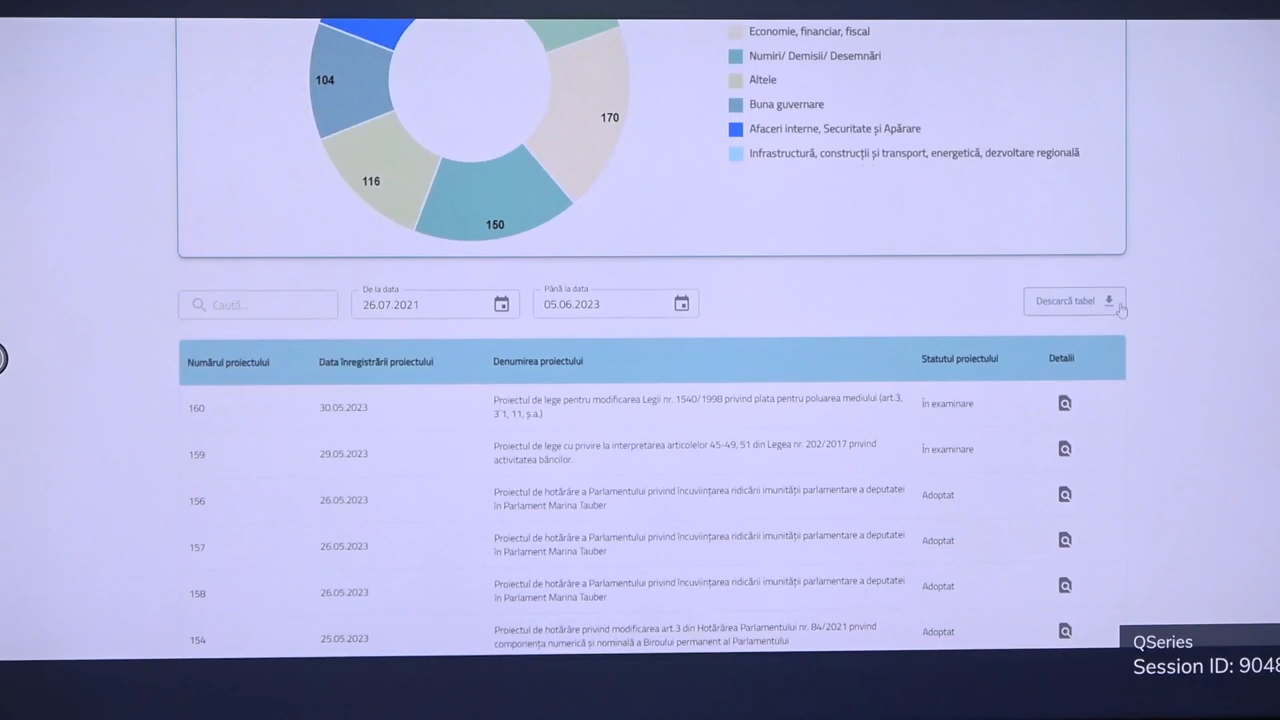 Economie, financiar, fiscal
Numiri/ Demisii/ Desemnări
104
Altele
Buna guvernare
170
Afaceri interne, Securitate și Apărare
Infrastructură, construcții și transport, energetică, dezvoltare regională
116
150
Caută...
De la data
26.07.2021
Până la data
05.06.2023
Descarcă tabel
Numărul proiectului Data înregistrării proiectului Denumirea proiectului Statutul proiectului Detalii
160 30.05.2023 Proiectul de lege pentru modificarea Legii nr. 1540/1998 privind plata pentru poluarea mediului (art.3, În examinare
3ˆ1, 11, ș.a.)
159 29.05.2023 Proiectul de lege cu privire la interpretarea articolelor 45-49, 51 din Legea nr. 202/2017 privind În examinare
activitatea băncilor.
156 26.05.2023 Proiectul de hotărâre a Parlamentului privind încuviințarea ridicării imunității parlamentare a deputatei Adoptat
în Parlament Marina Tauber
157 26.05.2023 Proiectul de hotărâre a Parlamentului privind încuviințarea ridicării imunității parlamentare a deputatei Adoptat
în Parlament Marina Tauber
158 26.05.2023 Proiectul de hotărâre a Parlamentului privind încuviințarea ridicării imunității parlamentare a deputatei Adoptat
în Parlament Marina Tauber
154 25.05.2023 Proiectul de hotărâre privind modificarea art.3 din Hotărârea Parlamentului nr. 84/2021 privind Adoptat
componența numerică și nominală a Biroului permanent al Parlamentului
QSeries
Session ID: 9048